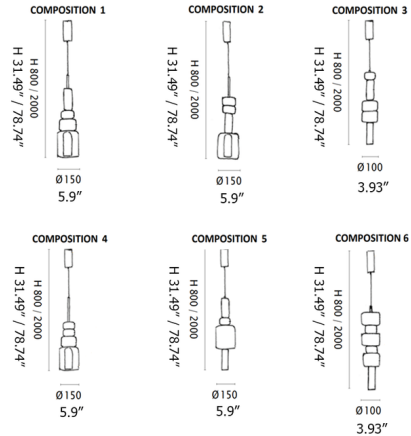 COMPOSITION 1
H 800 / 2000
H 31.49" / 78.74"
Ø150
5.9"
COMPOSITION 2
H 800 / 2000
H 31.49" / 78.74"
Ø150
5.9"
COMPOSITION 3
H 800 / 2000
H 31.49" / 78.74"
Ø100
3.93"
COMPOSITION 4
H 800 / 2000
H 31.49" / 78.74"
Ø150
5.9"
COMPOSITION 5
H 800 / 2000
H 31.49" / 78.74"
Ø150
5.9"
COMPOSITION 6
H 800 / 2000
H 31.49" / 78.74"
Ø100
3.93"